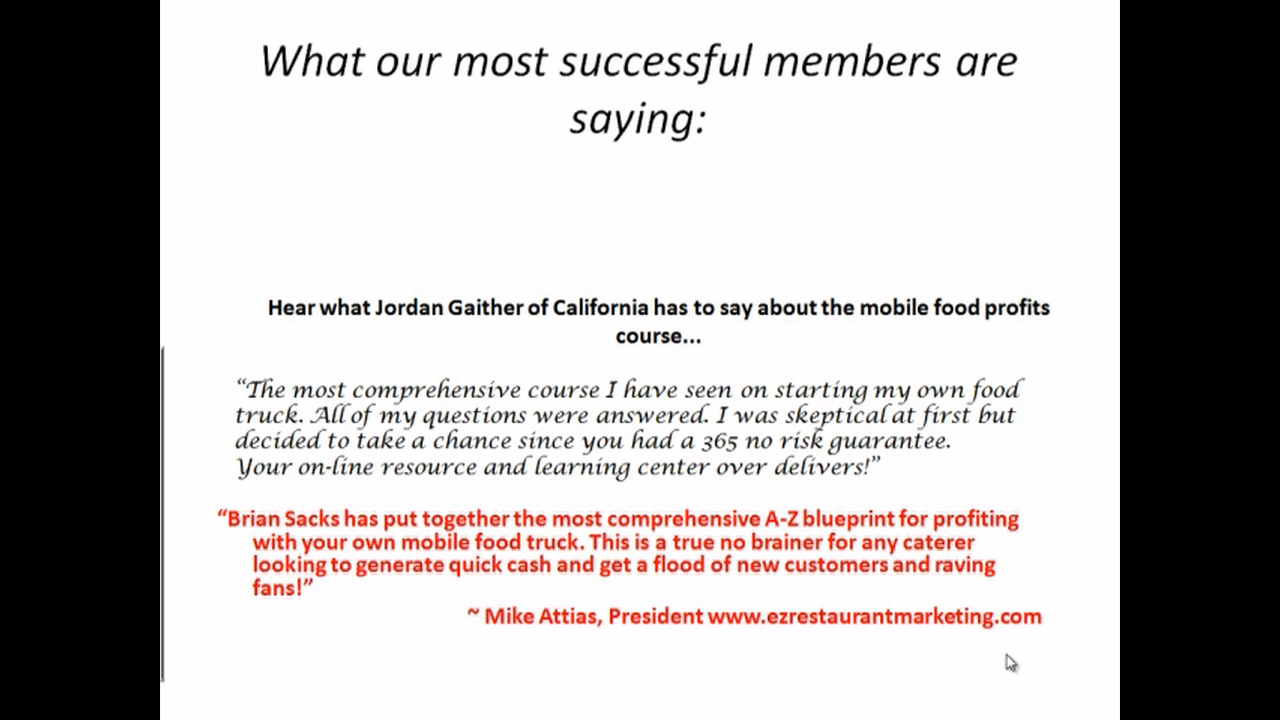 What our most successful members are
saying:
Hear what Jordan Gaither of California has to say about the mobile food profits
course...
“The most comprehensive course I have seen on starting my own food
truck. All of my questions were answered. I was skeptical at first but
decided to take a chance since you had a 365 no risk guarantee.
Your on-line resource and learning center over delivers!”
“Brian Sacks has put together the most comprehensive A-Z blueprint for profiting
with your own mobile food truck. This is a true no brainer for any caterer
looking to generate quick cash and get a flood of new customers and raving
fans!”
~ Mike Attias, President www.ezrestaurantmarketing.com